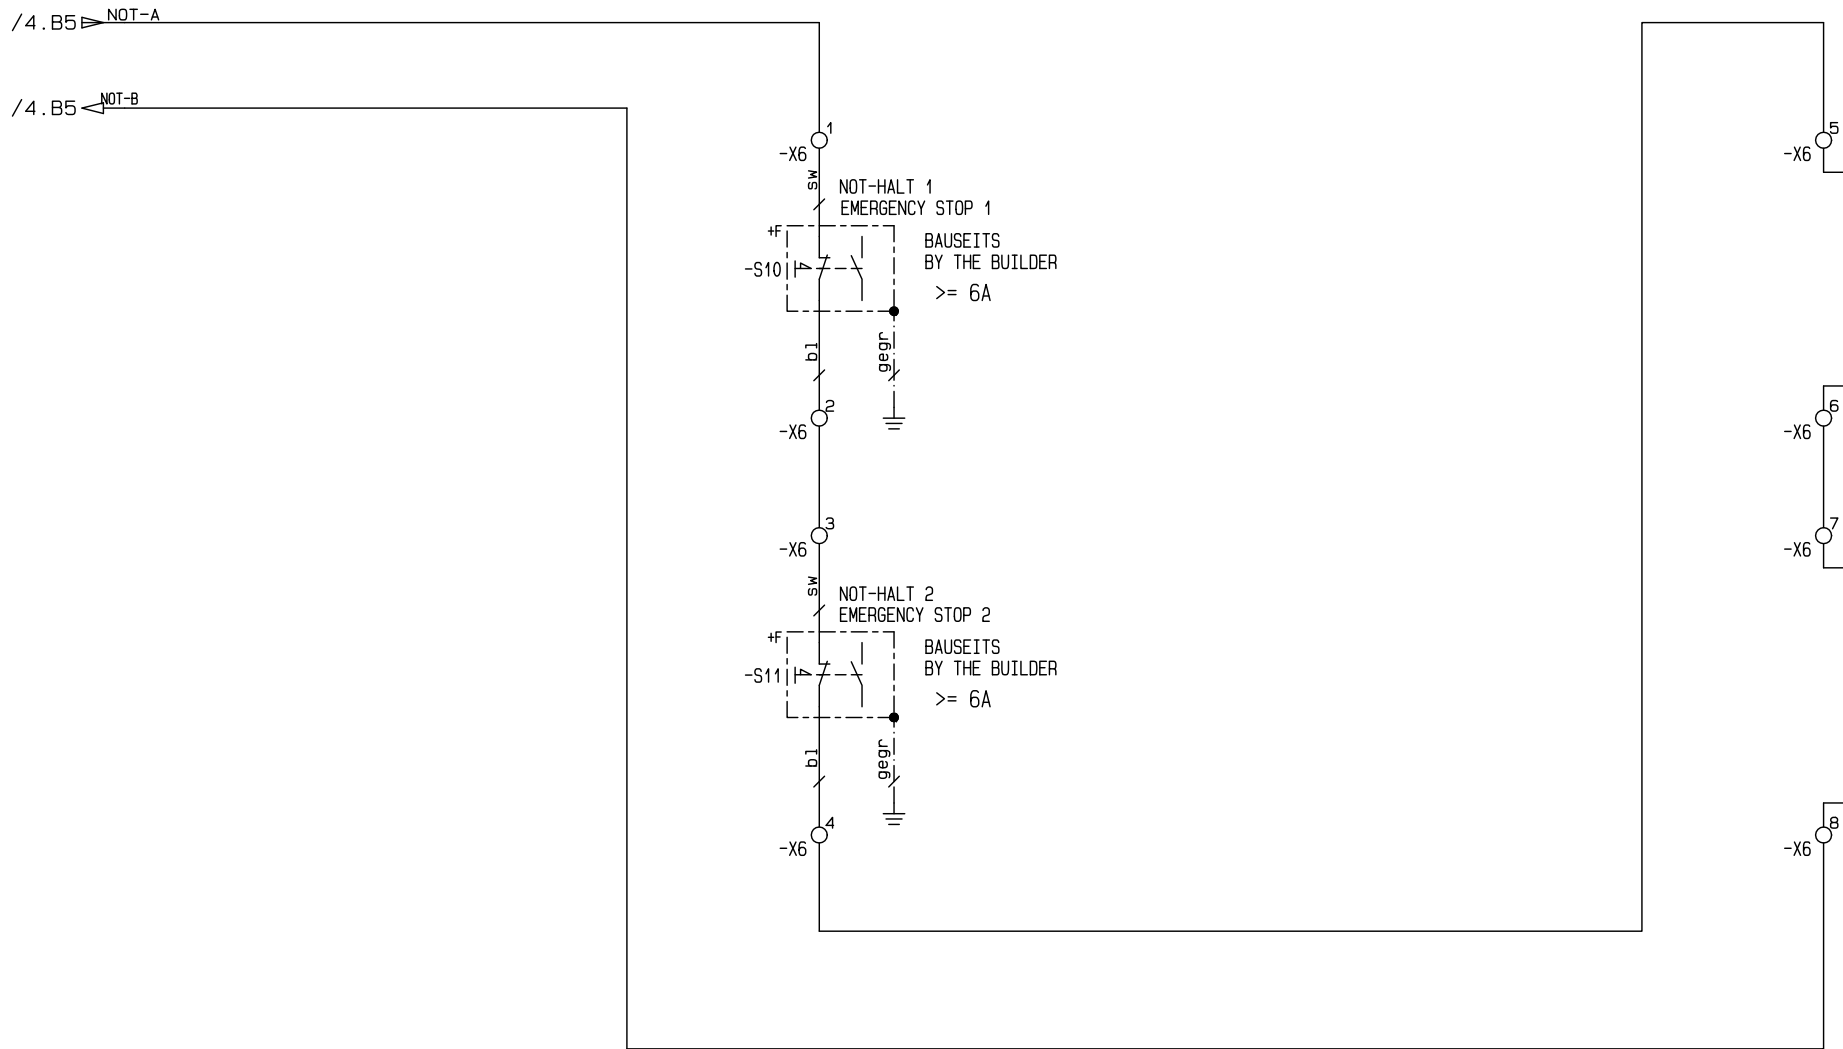 /4.B5 NOT-A
/4.B5 NOT-B
1
-X6
sw
NOT-HALT 1
EMERGENCY STOP 1
+F
BAUSEITS
BY THE BUILDER
-S10
>= 6A
bl
gegr
2
-X6
3
-X6
sw
NOT-HALT 2
EMERGENCY STOP 2
+F
BAUSEITS
BY THE BUILDER
-S11
>= 6A
bl
gegr
4
-X6
5
-X6
6
-X6
7
-X6
8
-X6